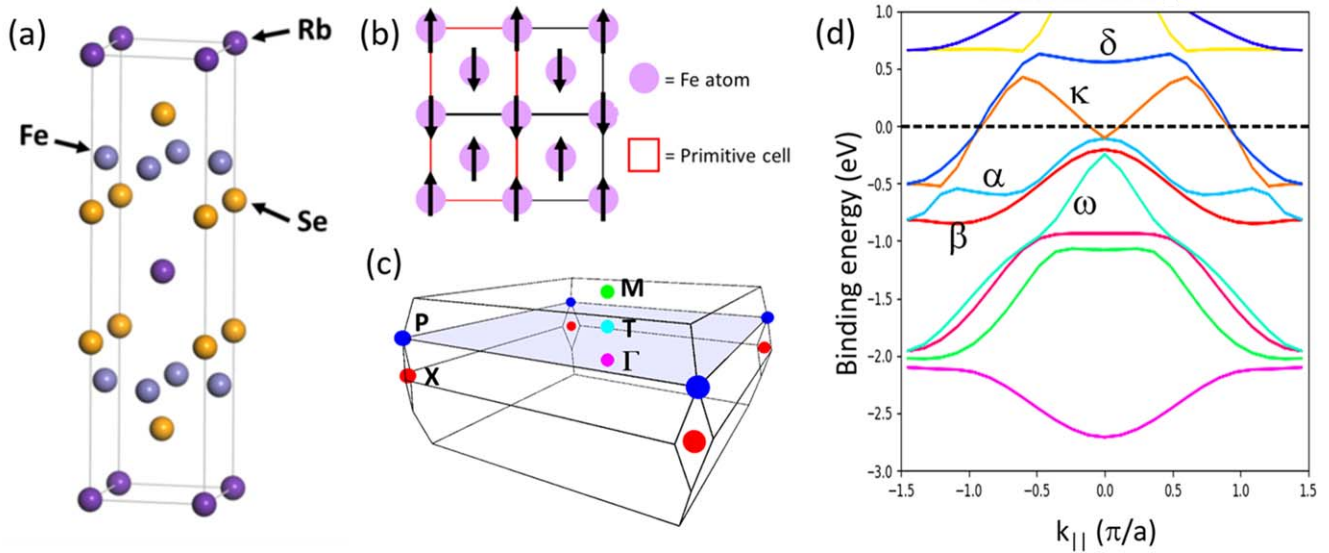 (a)
Rb
Fe
Se
(b)
= Fe atom
= Primitive cell
(c)
M
P
T
Γ
X
(d)
1.0
0.5
0.0
−0.5
−1.0
−1.5
−2.0
−2.5
−3.0
Binding energy (eV)
δ
κ
α
ω
β
−1.5
−1.0
−0.5
0.0
0.5
1.0
1.5
k|| (π/a)